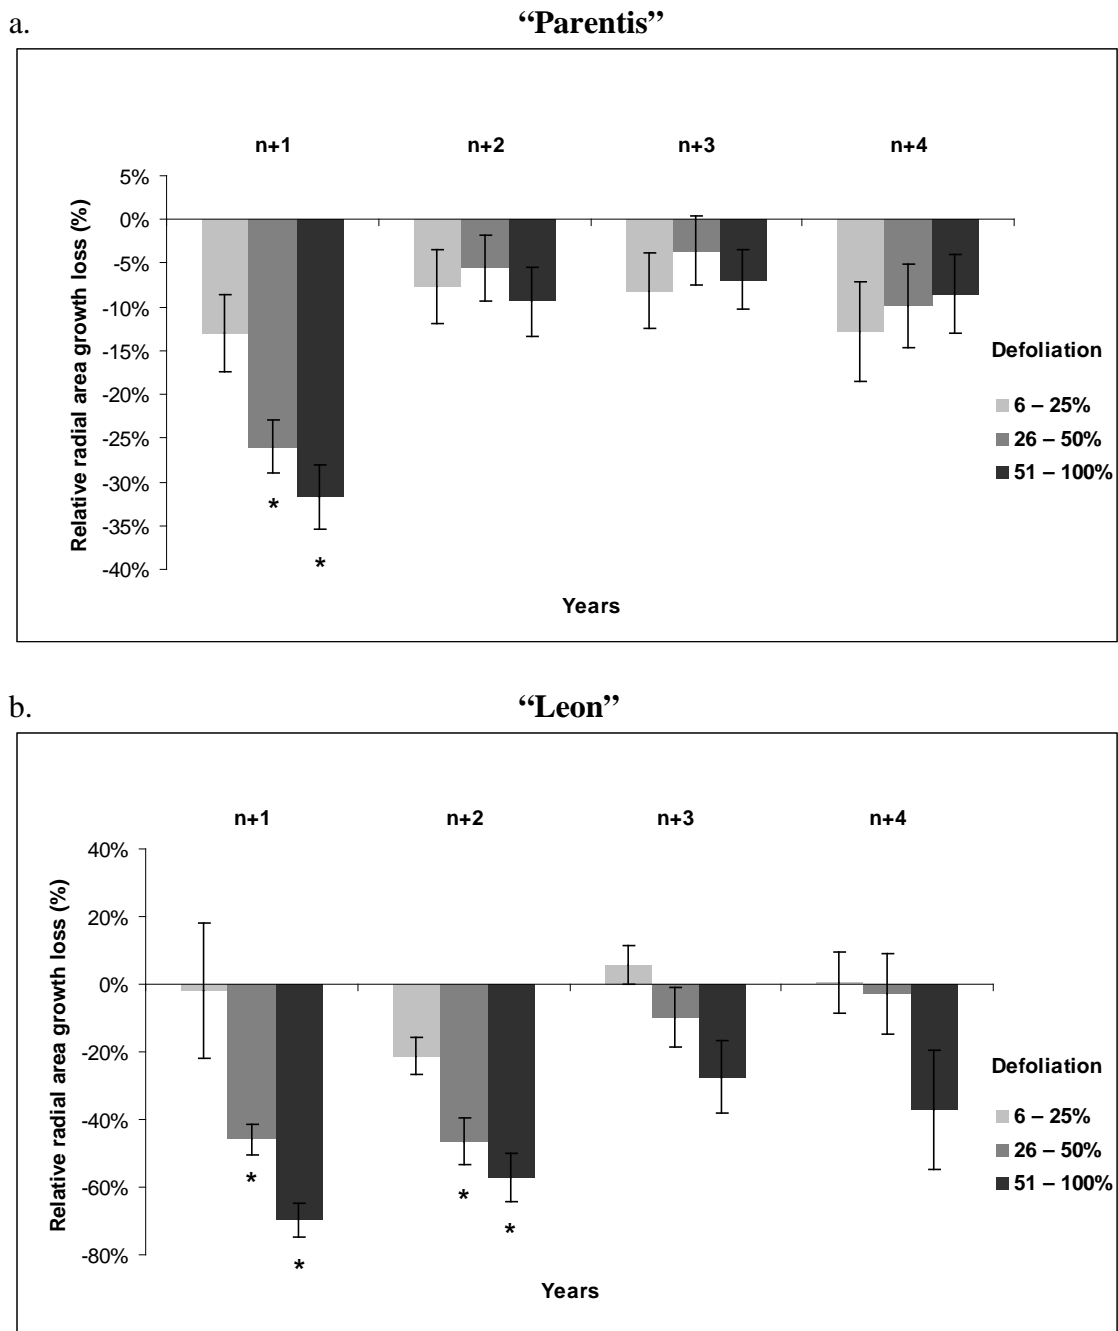 a.
“Parentis”
n+1 n+2 n+3 n+4
5%
0%
-5%
-10%
-15%
-20%
-25%
-30%
-35%
-40%
Relative radial area growth loss (%)
* *
Years
Defoliation
6 – 25%
26 – 50%
51 – 100%
b.
“Leon”
n+1 n+2 n+3 n+4
40%
20%
0%
-20%
-40%
-60%
-80%
Relative radial area growth loss (%)
* * * *
Years
Defoliation
6 – 25%
26 – 50%
51 – 100%